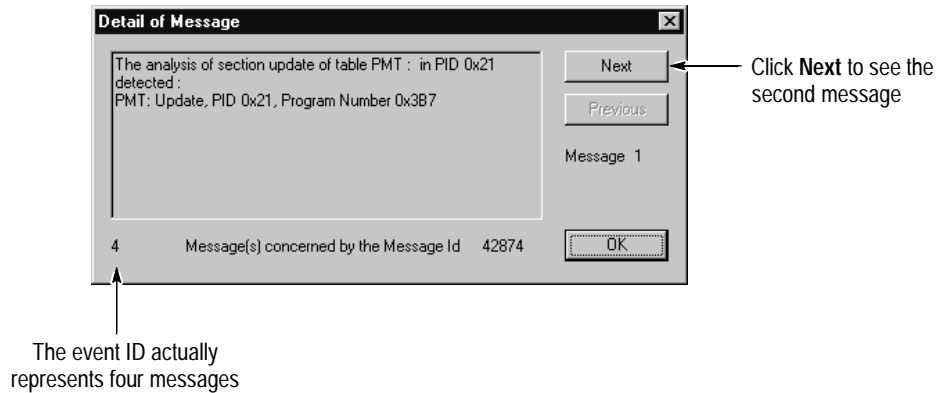 Detail of Message
The analysis of section update of table PMT : in PID 0x21
detected :
PMT: Update, PID 0x21, Program Number 0x3B7
Next
Previous
Message 1
4 Message(s) concerned by the Message Id 42874
OK
Click Next to see the
second message
The event ID actually
represents four messages